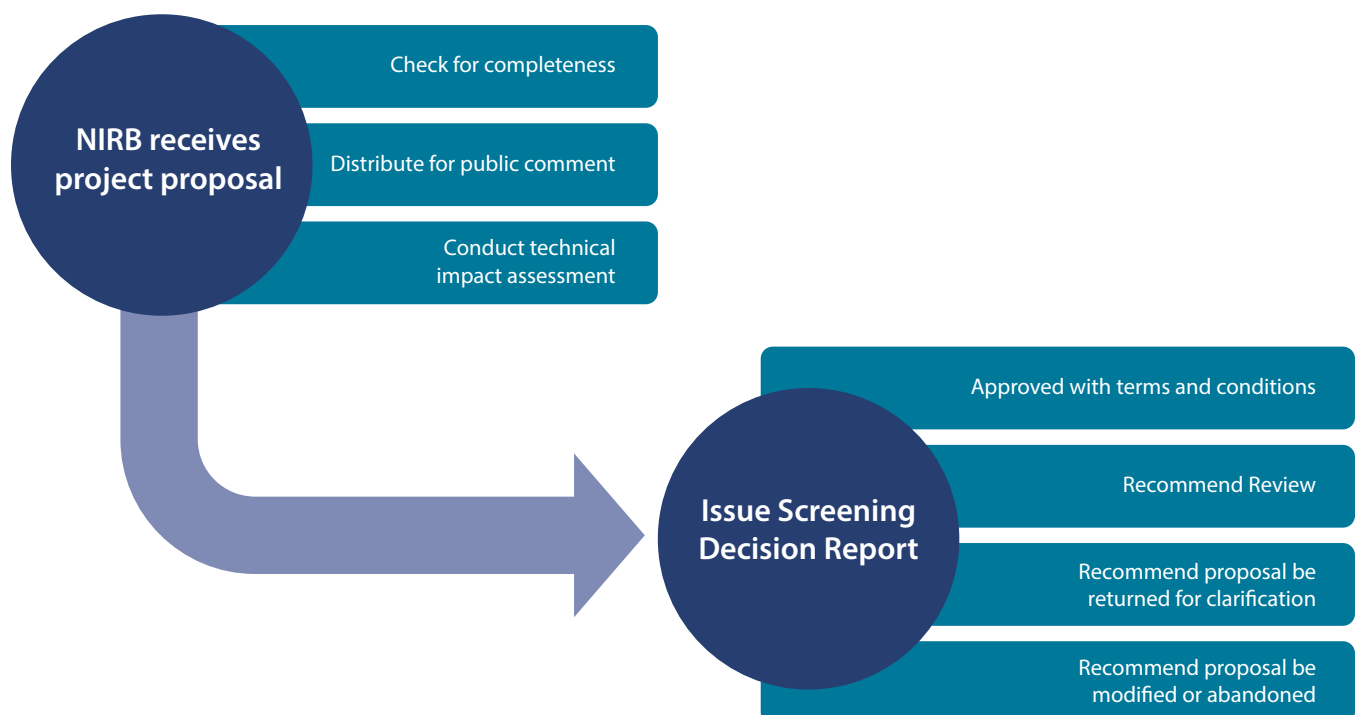 NIRB receives
project proposal
Check for completeness
Distribute for public comment
Conduct technical
impact assessment
Issue Screening
Decision Report
Approved with terms and conditions
Recommend Review
Recommend proposal be
returned for clarification
Recommend proposal be
modified or abandoned